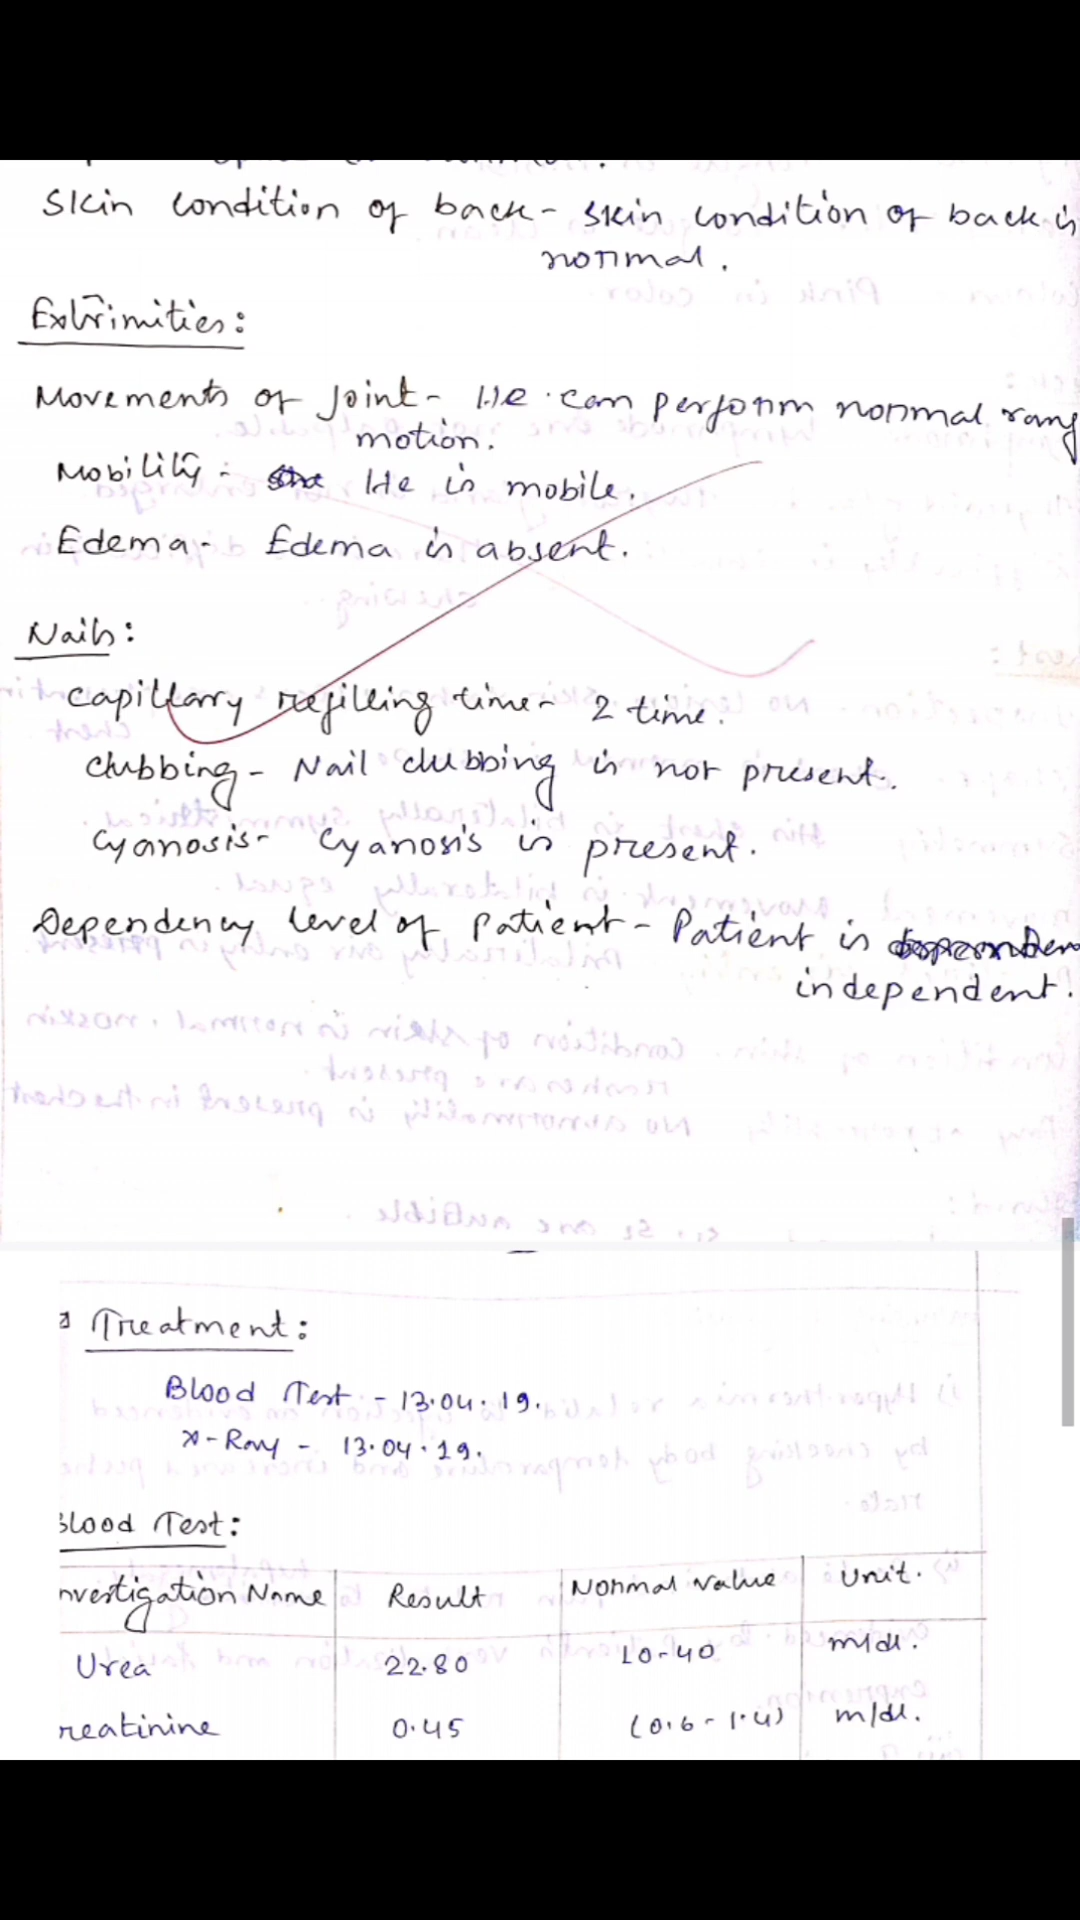 Skin condition of back - skin condition of back is
normal.
Extrimities:
Movements of Joint - He can perform normal rang
motion.
Mobility - He is mobile.
Edema - Edema is absent.
Nails:
Capillary refilling time - 2 time.
Clubbing - Nail clubbing is not present.
Cyanosis - Cyanosis is present.
Dependency level of patient - Patient is
independent.
Treatment:
Blood Test - 13.04.19.
X-Ray - 13.04.19.
Blood Test:
nvestigation Name Result Normal value Unit.
Urea 22.80 10-40 m/dl.
reatinine 0.45 (0.6 - 1.4) m/dl.